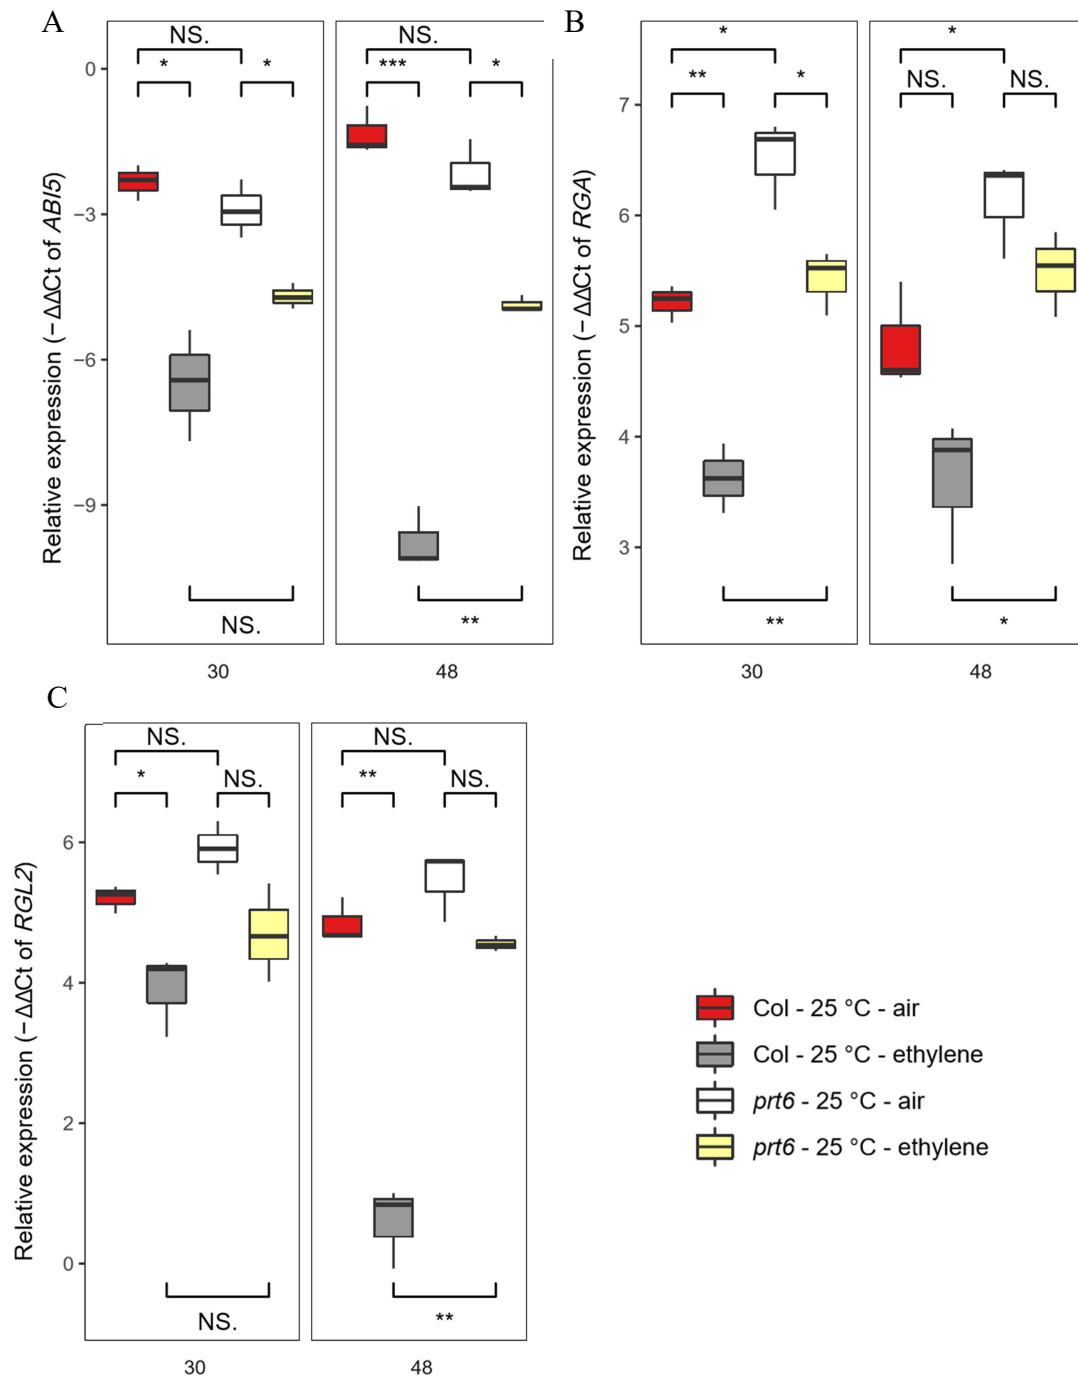 A
Relative expression (−ΔΔCt of ABI5)
0
−3
−6
−9
NS.
*
*
NS.
30
NS.
***
*
**
48
B
Relative expression (−ΔΔCt of RGA)
7
6
5
4
3
*
**
*
**
30
*
NS.
NS.
*
48
C
Relative expression (−ΔΔCt of RGL2)
6
4
2
0
NS.
*
NS.
NS.
30
NS.
**
NS.
**
48
Col - 25 °C - air
Col - 25 °C - ethylene
prt6 - 25 °C - air
prt6 - 25 °C - ethylene